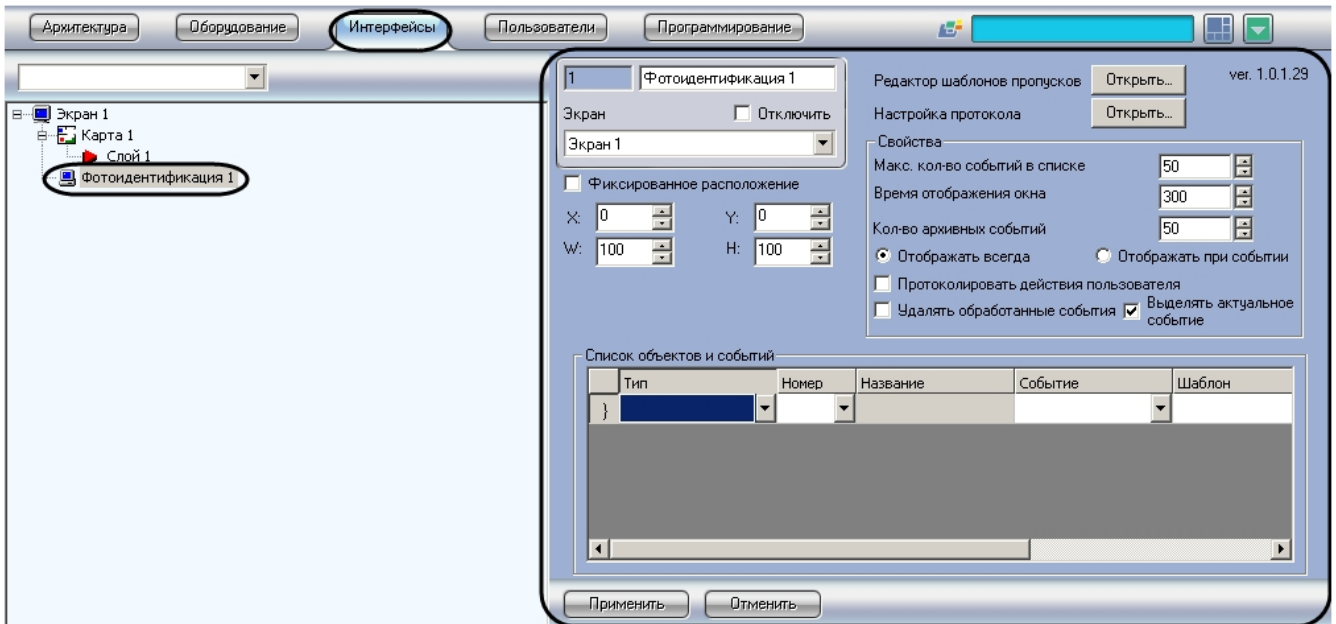 Архитектура Оборудование Интерфейсы Пользователи Программирование
Экран 1
Карта 1
Слой 1
Фотоидентификация 1
1 Фотоидентификация 1
Экран Отключить
Экран 1
Фиксированное расположение
X: 0 Y: 0
W: 100 H: 100
Редактор шаблонов пропусков Открыть... ver. 1.0.1.29
Настройка протокола Открыть...
Свойства
Макс. кол-во событий в списке 50
Время отображения окна 300
Кол-во архивных событий 50
Отображать всегда Отображать при событии
Протоколировать действия пользователя
Удалять обработанные события Выделять актуальное
событие
Список объектов и событий
Тип Номер Название Событие Шаблон
}
Применить Отменить